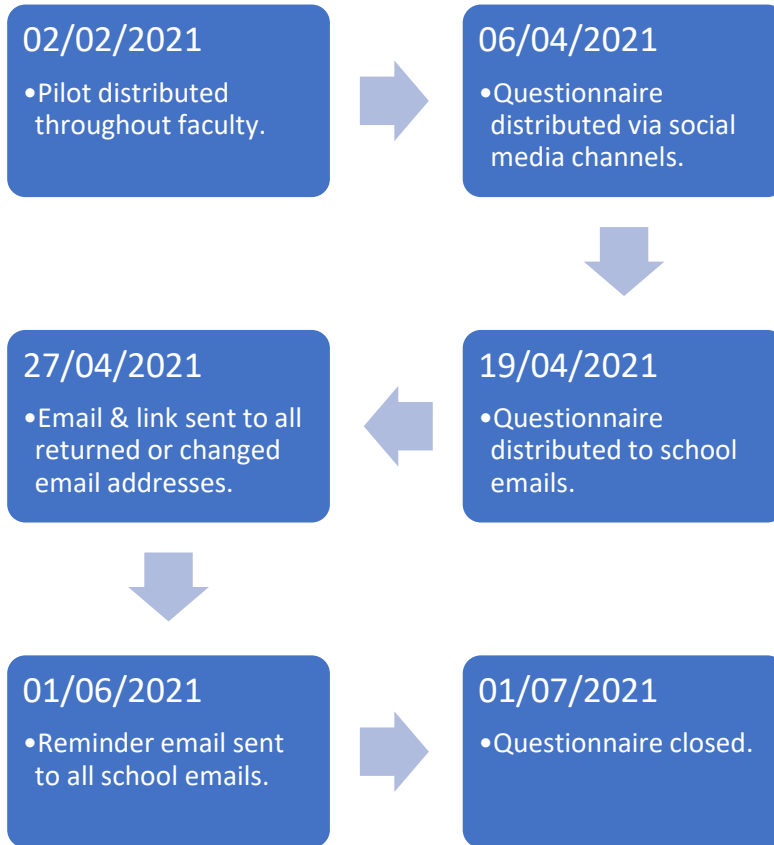 02/02/2021
•Pilot distributed
throughout faculty.
06/04/2021
•Questionnaire
distributed via social
media channels.
19/04/2021
•Questionnaire
distributed to school
emails.
27/04/2021
•Email & link sent to all
returned or changed
email addresses.
01/06/2021
•Reminder email sent
to all school emails.
01/07/2021
•Questionnaire closed.